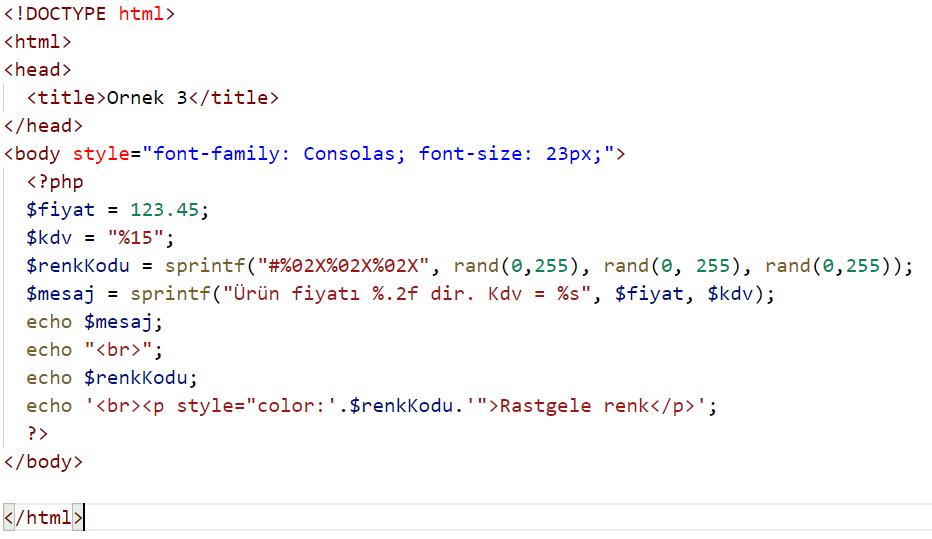 <!DOCTYPE html>
<html>
<head>
  <title>Ornek 3</title>
</head>
<body style="font-family: Consolas; font-size: 23px;">
  <?php
  $fiyat = 123.45;
  $kdv = "%15";
  $renkKodu = sprintf("#%02X%02X%02X", rand(0,255), rand(0, 255), rand(0,255));
  $mesaj = sprintf("Ürün fiyatı %.2f dir. Kdv = %s", $fiyat, $kdv);
  echo $mesaj;
  echo "<br>";
  echo $renkKodu;
  echo '<br><p style="color:'.$renkKodu.'">Rastgele renk</p>';
  ?>
</body>

</html>